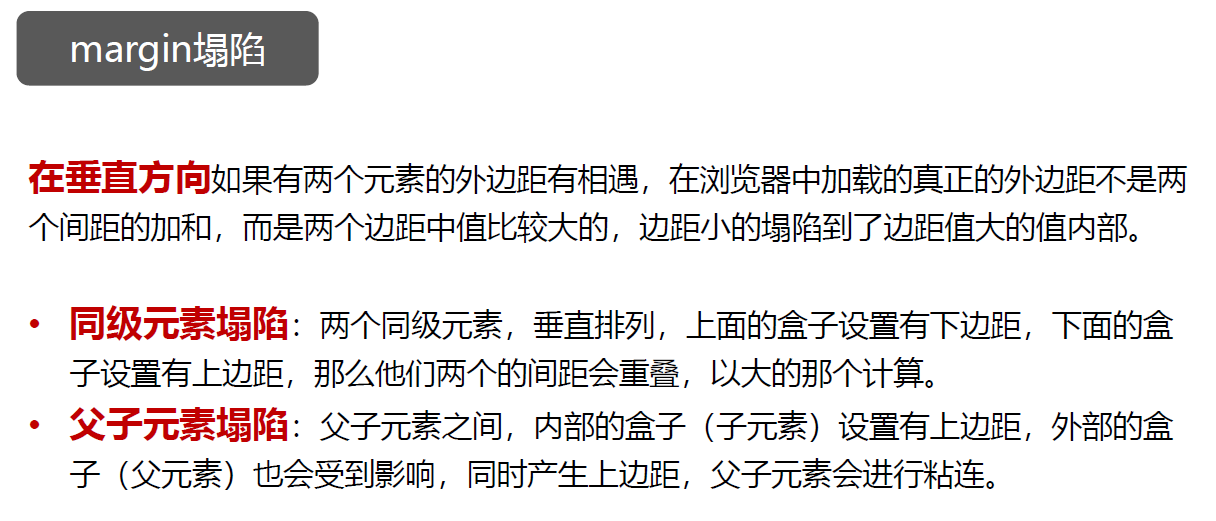 margin塌陷
在垂直方向如果有两个元素的外边距有相遇，在浏览器中加载的真正的外边距不是两
个间距的加和，而是两个边距中值比较大的，边距小的塌陷到了边距值大的值内部。
• 同级元素塌陷：两个同级元素，垂直排列，上面的盒子设置有下边距，下面的盒
子设置有上边距，那么他们两个的间距会重叠，以大的那个计算。
• 父子元素塌陷：父子元素之间，内部的盒子（子元素）设置有上边距，外部的盒
子（父元素）也会受到影响，同时产生上边距，父子元素会进行粘连。